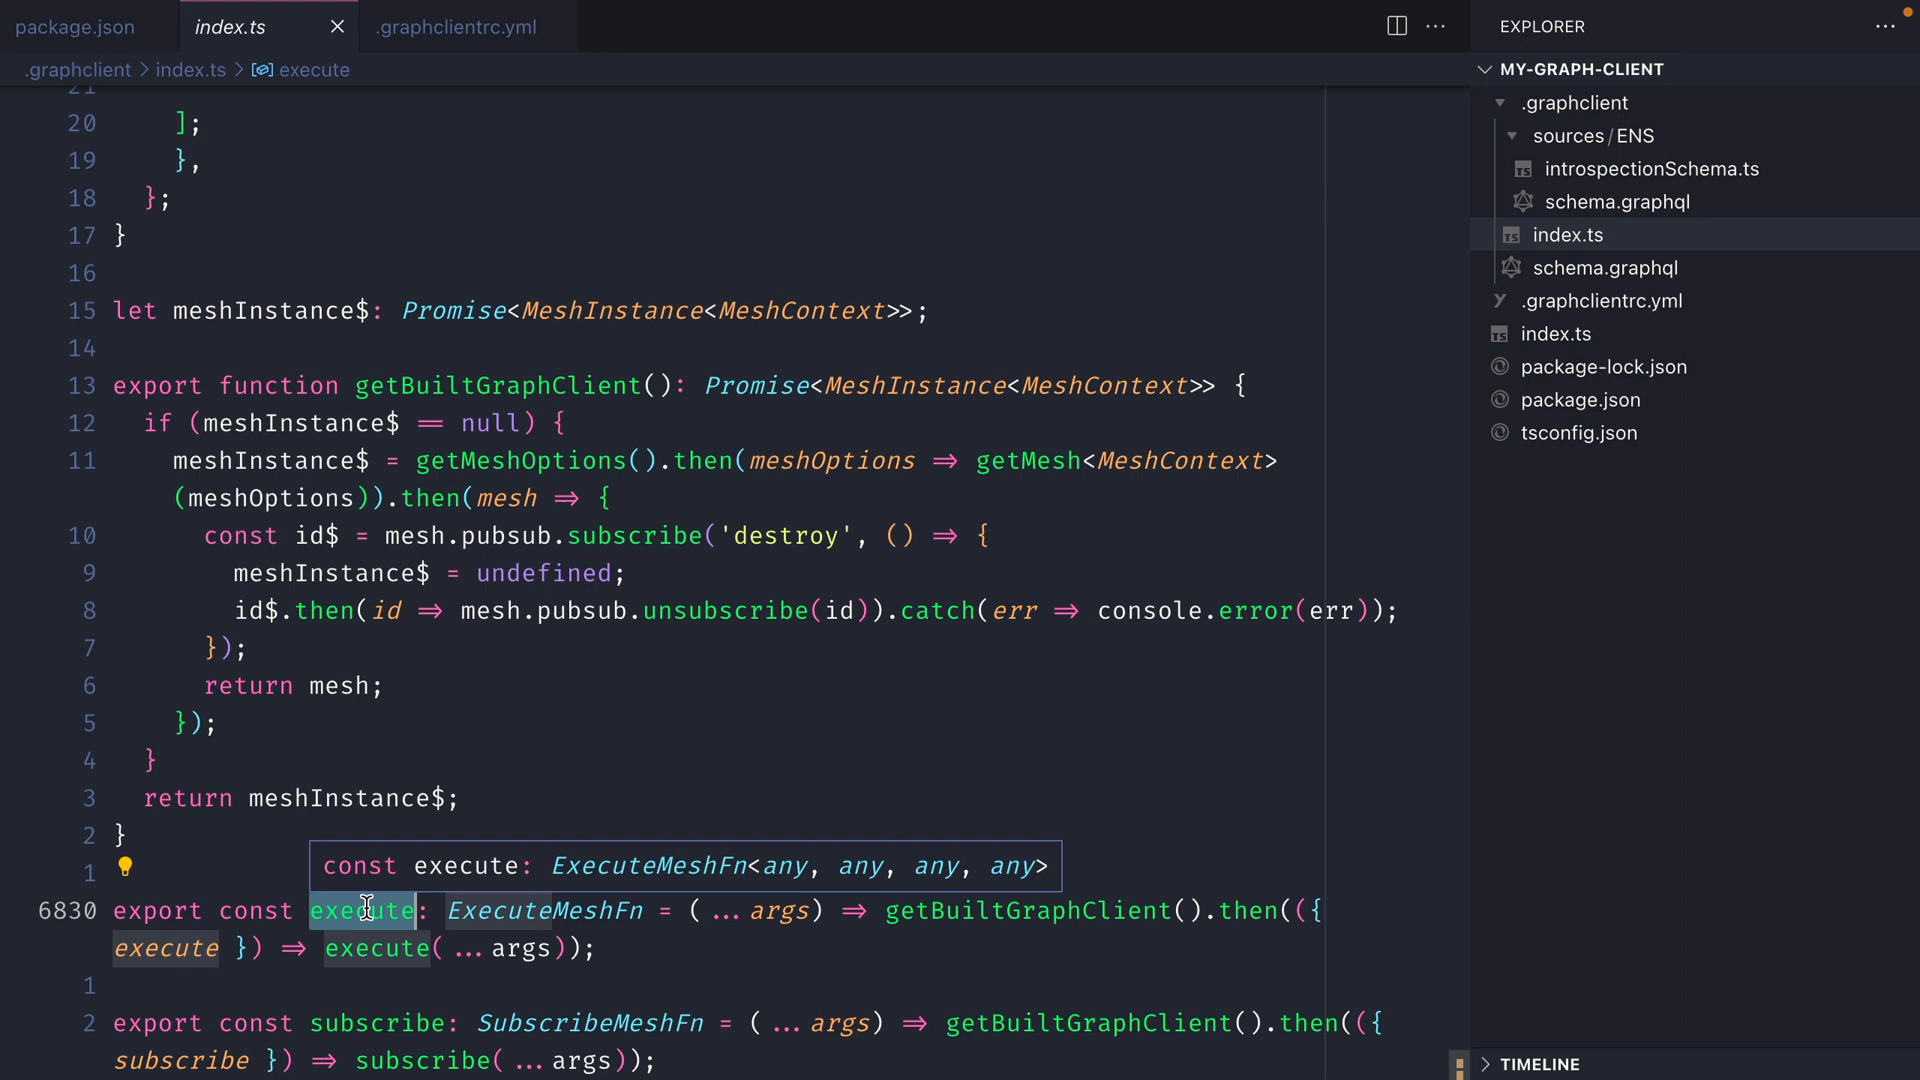 package.json
index.ts
.graphclientrc.yml
.graphclient > index.ts > execute
21
20 ];
19 },
18 };
17 }
16
15 let meshInstance$: Promise<MeshInstance<MeshContext>>;
14
13 export function getBuiltGraphClient(): Promise<MeshInstance<MeshContext>> {
12 if (meshInstance$ == null) {
11 meshInstance$ = getMeshOptions().then(meshOptions => getMesh<MeshContext>
(meshOptions)).then(mesh => {
10 const id$ = mesh.pubsub.subscribe('destroy', () => {
9 meshInstance$ = undefined;
8 id$.then(id => mesh.pubsub.unsubscribe(id)).catch(err => console.error(err));
7 });
6 return mesh;
5 });
4 }
3 return meshInstance$;
2 }
const execute: ExecuteMeshFn<any, any, any, any>
1
6830 export const execute: ExecuteMeshFn = (...args) => getBuiltGraphClient().then(({
execute }) => execute(...args));
1
2 export const subscribe: SubscribeMeshFn = (...args) => getBuiltGraphClient().then(({
subscribe }) => subscribe(...args));
EXPLORER
MY-GRAPH-CLIENT
.graphclient
sources/ENS
TS introspectionSchema.ts
schema.graphql
TS index.ts
schema.graphql
Y .graphclientrc.yml
TS index.ts
package-lock.json
package.json
tsconfig.json
TIMELINE